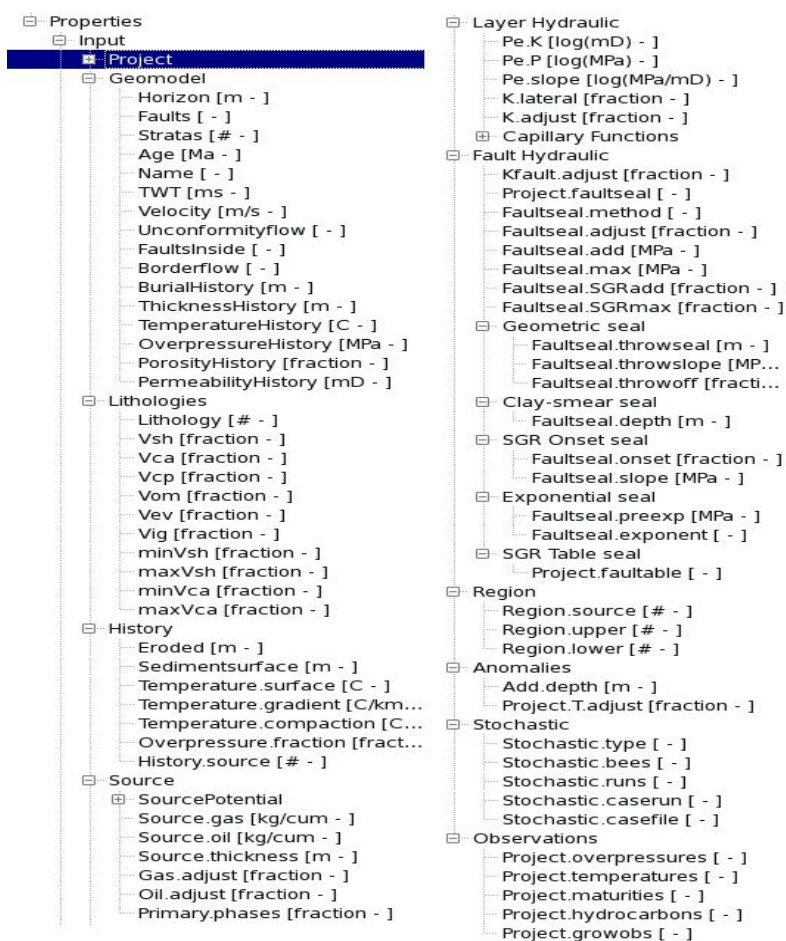 Properties
Input
Project
Geomodel
Horizon [m - ]
Faults [ - ]
Stratas [# - ]
Age [Ma - ]
Name [ - ]
TWT [ms - ]
Velocity [m/s - ]
Unconformityflow [ - ]
FaultsInside [ - ]
Borderflow [ - ]
BurialHistory [m - ]
ThicknessHistory [m - ]
TemperatureHistory [C - ]
OverpressureHistory [MPa - ]
PorosityHistory [fraction - ]
PermeabilityHistory [mD - ]
Lithologies
Lithology [# - ]
Vsh [fraction - ]
Vca [fraction - ]
Vcp [fraction - ]
Vom [fraction - ]
Vev [fraction - ]
Vig [fraction - ]
minVsh [fraction - ]
maxVsh [fraction - ]
minVca [fraction - ]
maxVca [fraction - ]
History
Eroded [m - ]
Sedimentsurface [m - ]
Temperature.surface [C - ]
Temperature.gradient [C/km...
Temperature.compaction [C...
Overpressure.fraction [fract...
History.source [# - ]
Source
SourcePotential
Source.gas [kg/cum - ]
Source.oil [kg/cum - ]
Source.thickness [m - ]
Gas.adjust [fraction - ]
Oil.adjust [fraction - ]
Primary.phases [fraction - ]
Layer Hydraulic
Pe.K [log(mD) - ]
Pe.P [log(MPa) - ]
Pe.slope [log(MPa/mD) - ]
K.lateral [fraction - ]
K.adjust [fraction - ]
Capillary Functions
Fault Hydraulic
Kfault.adjust [fraction - ]
Project.faultseal [ - ]
Faultseal.method [ - ]
Faultseal.adjust [fraction - ]
Faultseal.add [MPa - ]
Faultseal.max [MPa - ]
Faultseal.SGRadd [fraction - ]
Faultseal.SGRmax [fraction - ]
Geometric seal
Faultseal.throwseal [m - ]
Faultseal.throwslope [MP...
Faultseal.throwoff [fracti...
Clay-smear seal
Faultseal.depth [m - ]
SGR Onset seal
Faultseal.onset [fraction - ]
Faultseal.slope [MPa - ]
Exponential seal
Faultseal.preexp [MPa - ]
Faultseal.exponent [ - ]
SGR Table seal
Project.faultable [ - ]
Region
Region.source [# - ]
Region.upper [# - ]
Region.lower [# - ]
Anomalies
Add.depth [m - ]
Project.T.adjust [fraction - ]
Stochastic
Stochastic.type [ - ]
Stochastic.bees [ - ]
Stochastic.runs [ - ]
Stochastic.caserun [ - ]
Stochastic.casefile [ - ]
Observations
Project.overpressures [ - ]
Project.temperatures [ - ]
Project.maturities [ - ]
Project.hydrocarbons [ - ]
Project.growobs [ - ]